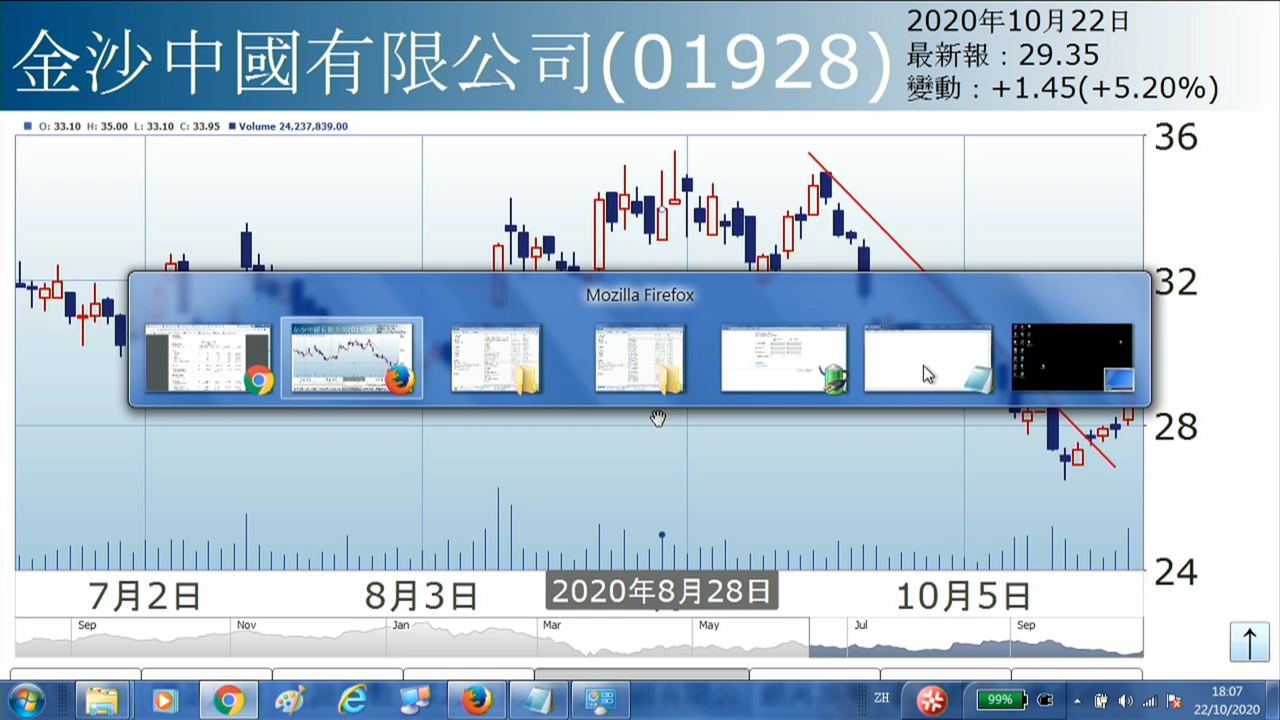 金沙中國有限公司(01928)
2020年10月22日
最新報：29.35
變動：+1.45(+5.20%)
O: 33.10 H: 35.00 L: 33.10 C: 33.95 Volume 24,237,839.00
36
32
28
24
Mozilla Firefox
7月2日
8月3日
2020年8月28日
10月5日
Sep
Nov
Jan
Mar
May
Jul
Sep
ZH
99%
18:07
22/10/2020